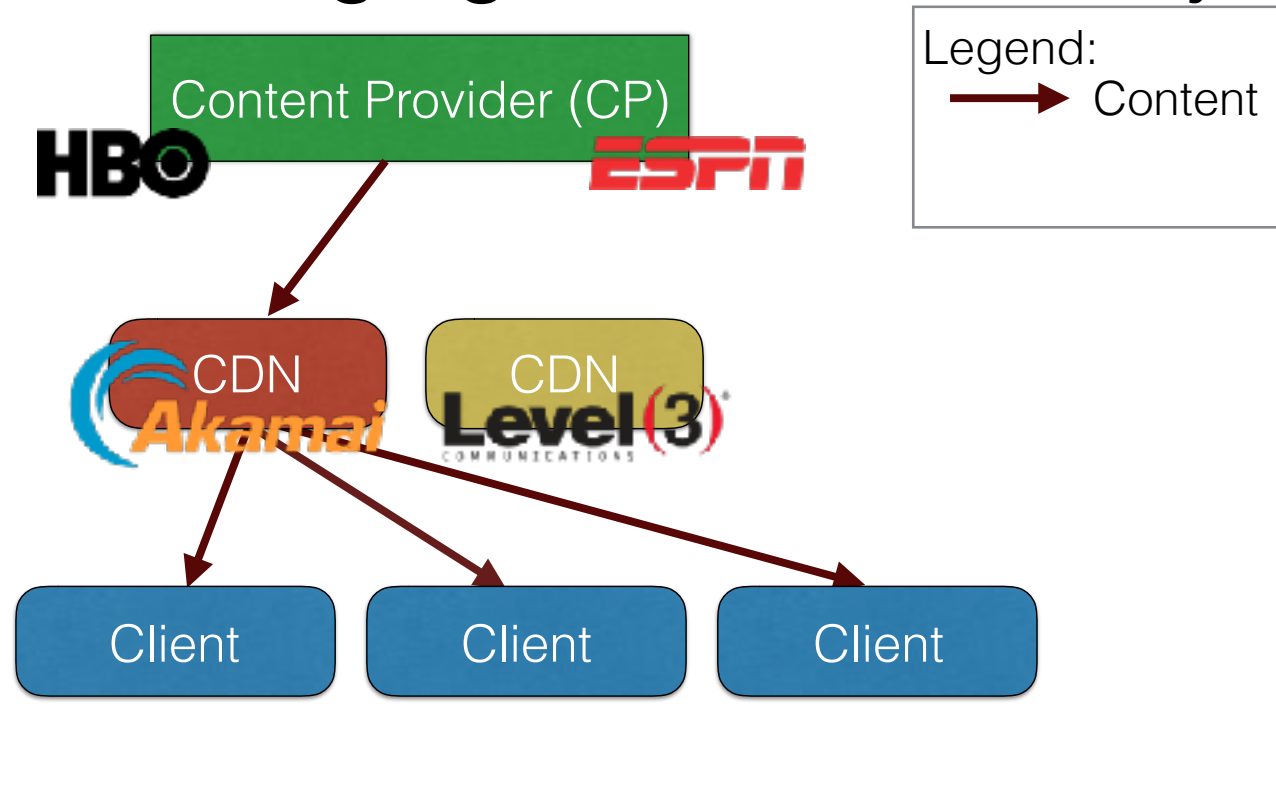 Legend:
Content
Content Provider (CP)
HBO
ESPN
CDN
CDN
Akamai
Level(3)
COMMUNICATIONS
Client
Client
Client